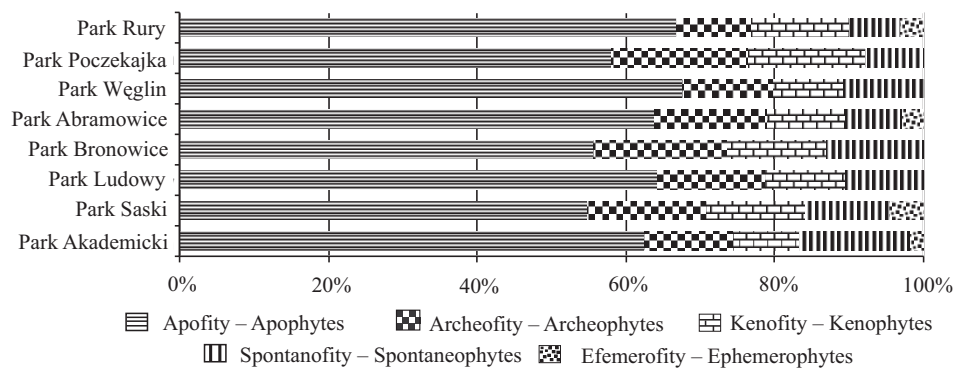 Park Rury
Park Poczekajka
Park Węglin
Park Abramowice
Park Bronowice
Park Ludowy
Park Saski
Park Akademicki
0% 20% 40% 60% 80% 100%
Apofity – Apophytes Archeofity – Archeophytes Kenofity – Kenophytes
Spontanofity – Spontaneophytes Efemerofity – Ephemerophytes